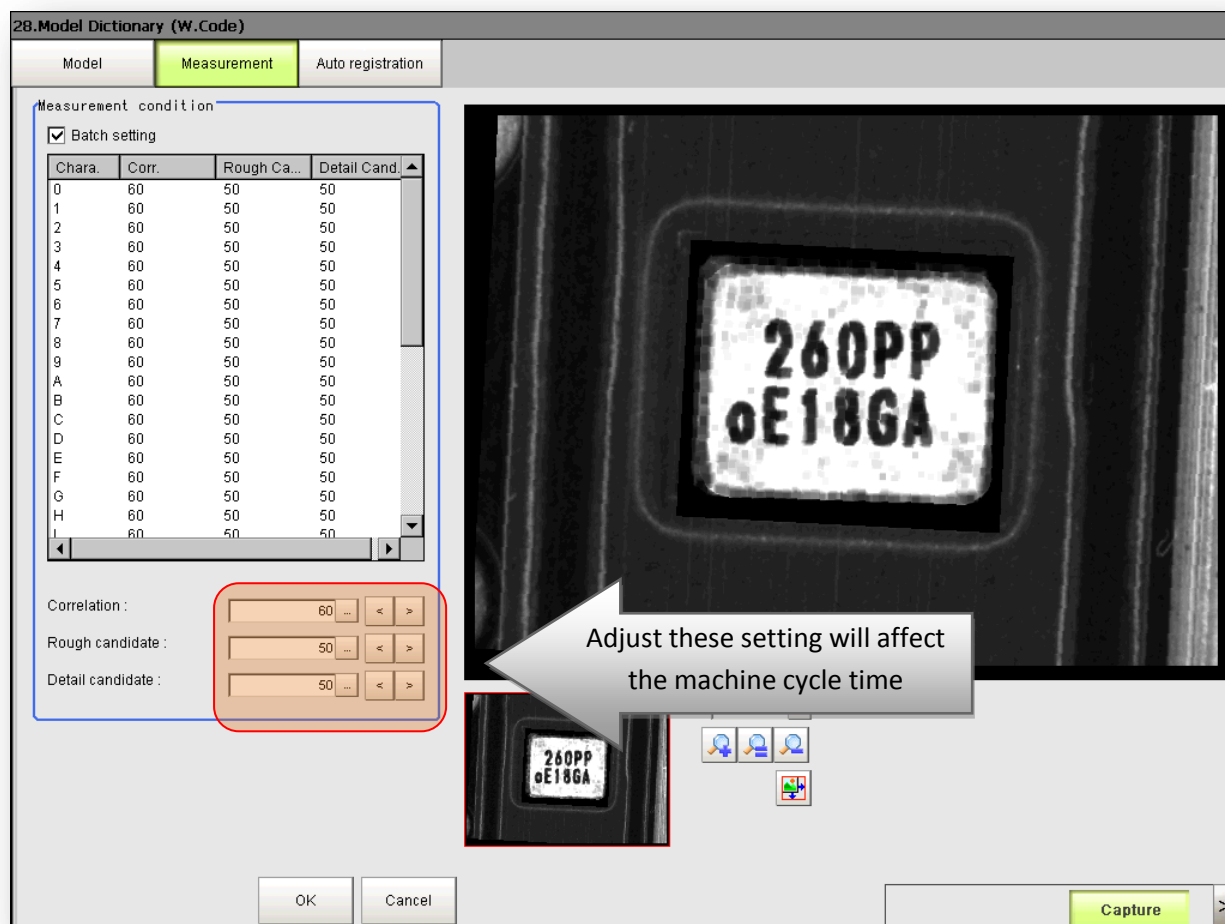 28.Model Dictionary (W.Code)
Model Measurement Auto registration
Measurement condition
Batch setting
Chara. Corr. Rough Ca... Detail Cand.
0 60 50 50
1 60 50 50
2 60 50 50
3 60 50 50
4 60 50 50
5 60 50 50
6 60 50 50
7 60 50 50
8 60 50 50
9 60 50 50
A 60 50 50
B 60 50 50
C 60 50 50
D 60 50 50
E 60 50 50
F 60 50 50
G 60 50 50
H 60 50 50
60 50 50
Correlation : 60 ... < >
Rough candidate : 50 ... < >
Detail candidate : 50 ... < >
260PP
oE18GA
Adjust these setting will affect
the machine cycle time
260PP
oE18GA
OK Cancel
Capture >